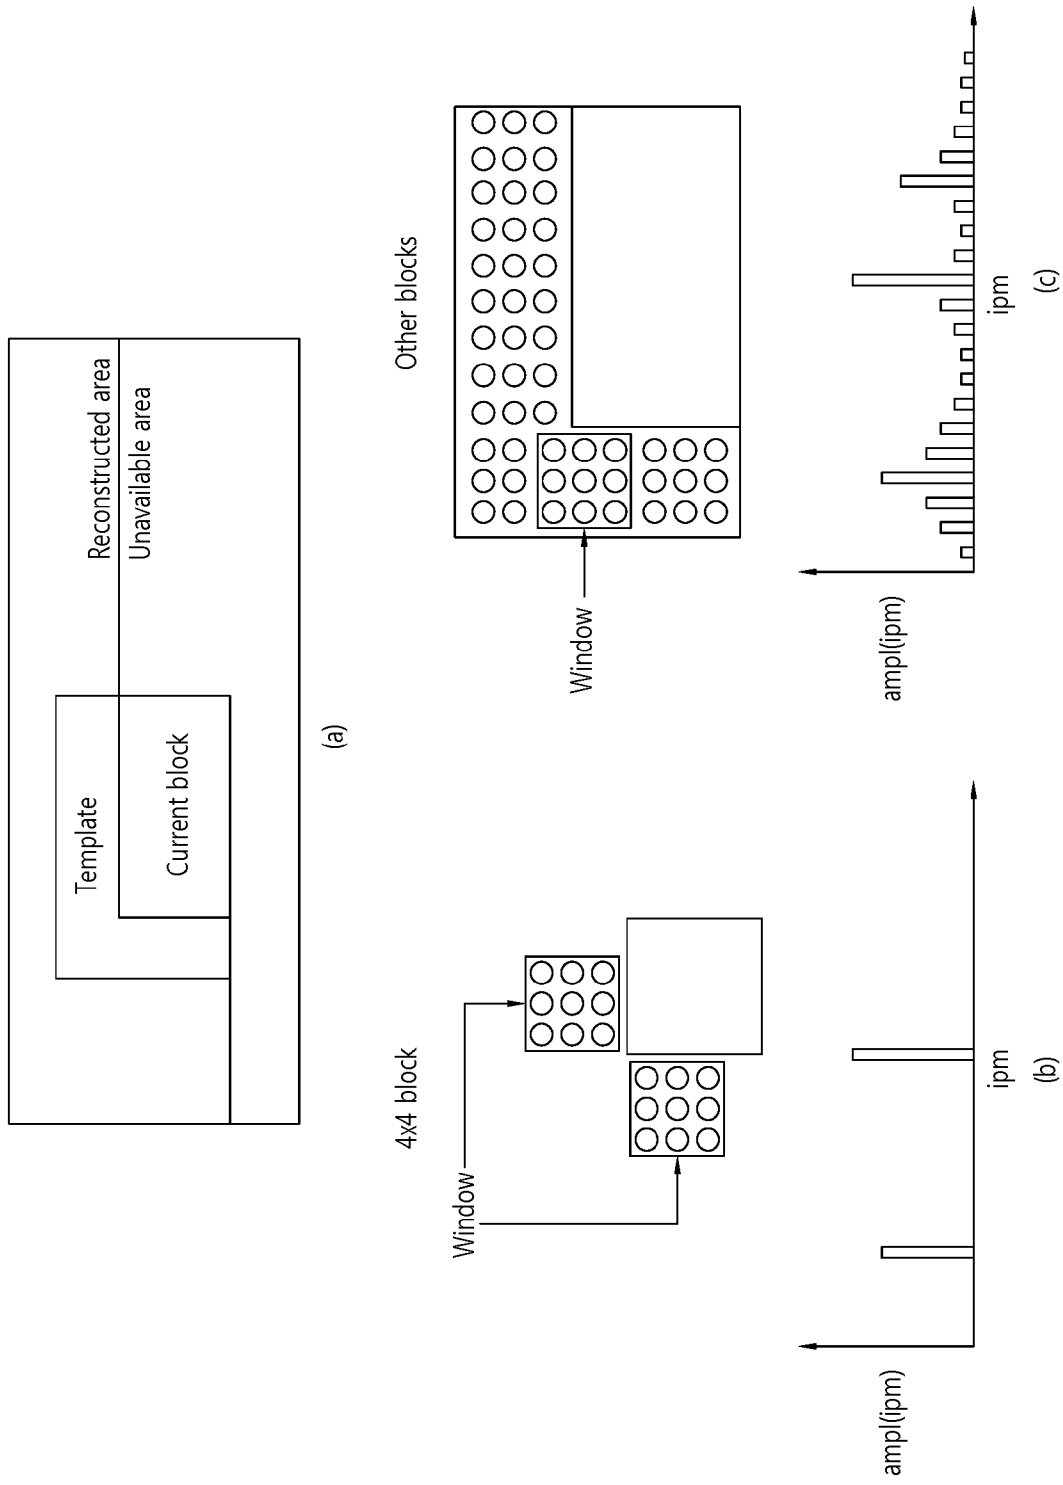 Template
Reconstructed area
Current block
Unavailable area
(a)
4x4 block
Window
ampl(ipm)
ipm
(b)
Other blocks
Window
ampl(ipm)
ipm
(c)